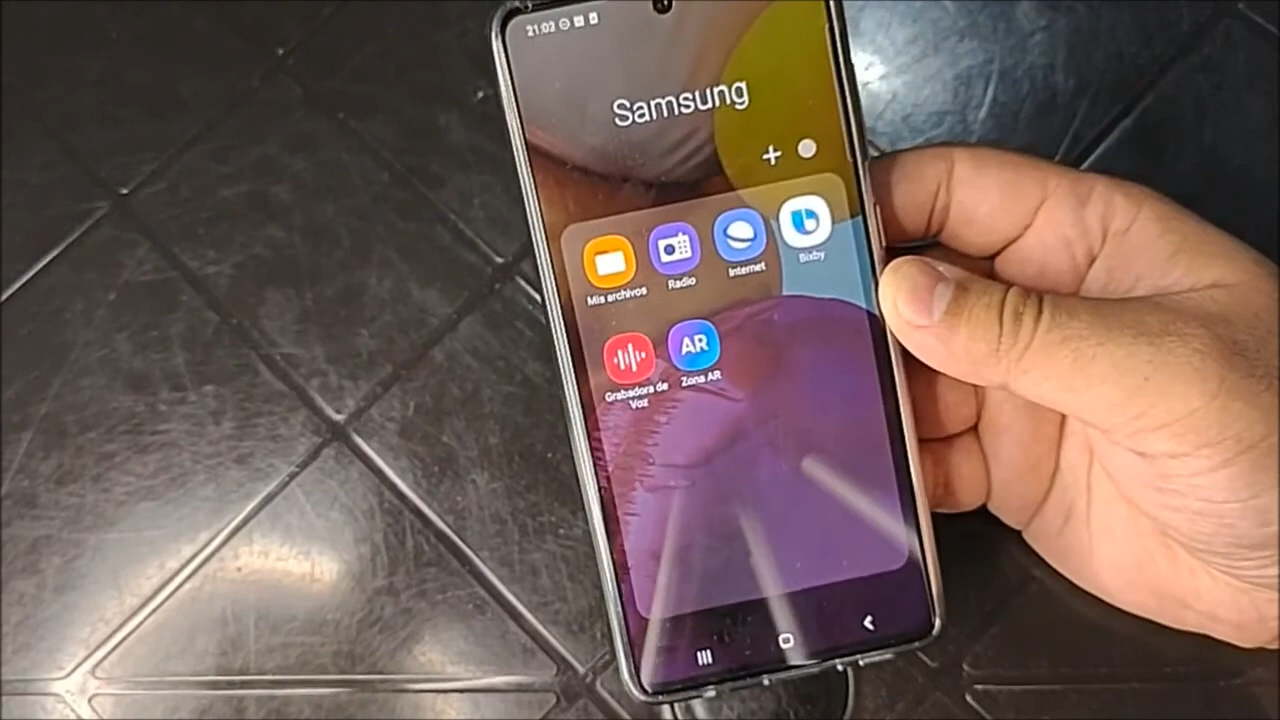 21:02
Samsung
Mis archivos
Radio
Internet
Bixby
AR
Grabadora de
Voz
Zona AR